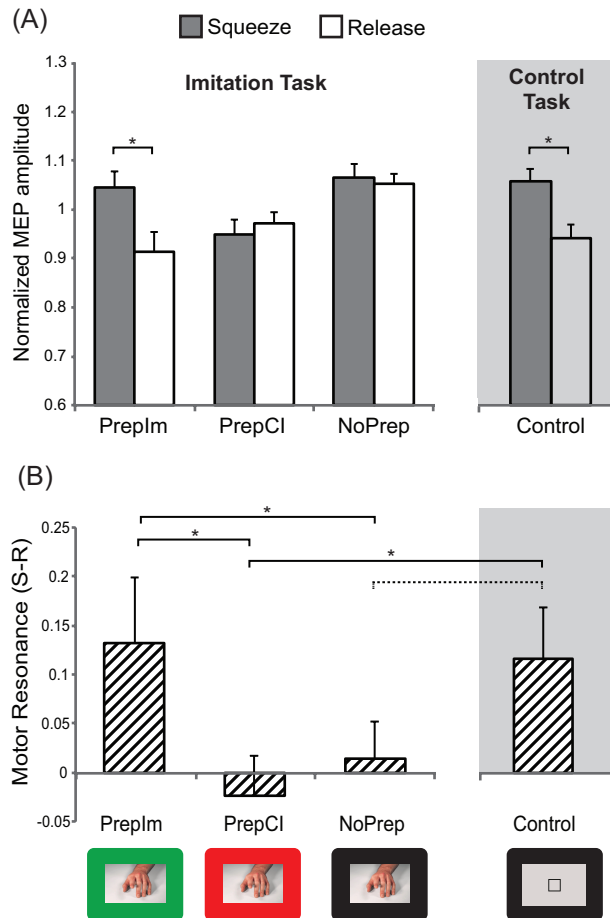 (A)
Squeeze Release
Imitation Task
Control
Task
Normalized MEP amplitude
1.3
1.2
1.1
1
0.9
0.8
0.7
0.6
*
*
PrepIm PrepCI NoPrep Control
(B)
Motor Resonance (S-R)
0.25
0.2
0.15
0.1
0.05
0
-0.05
*
*
*
PrepIm PrepCI NoPrep Control